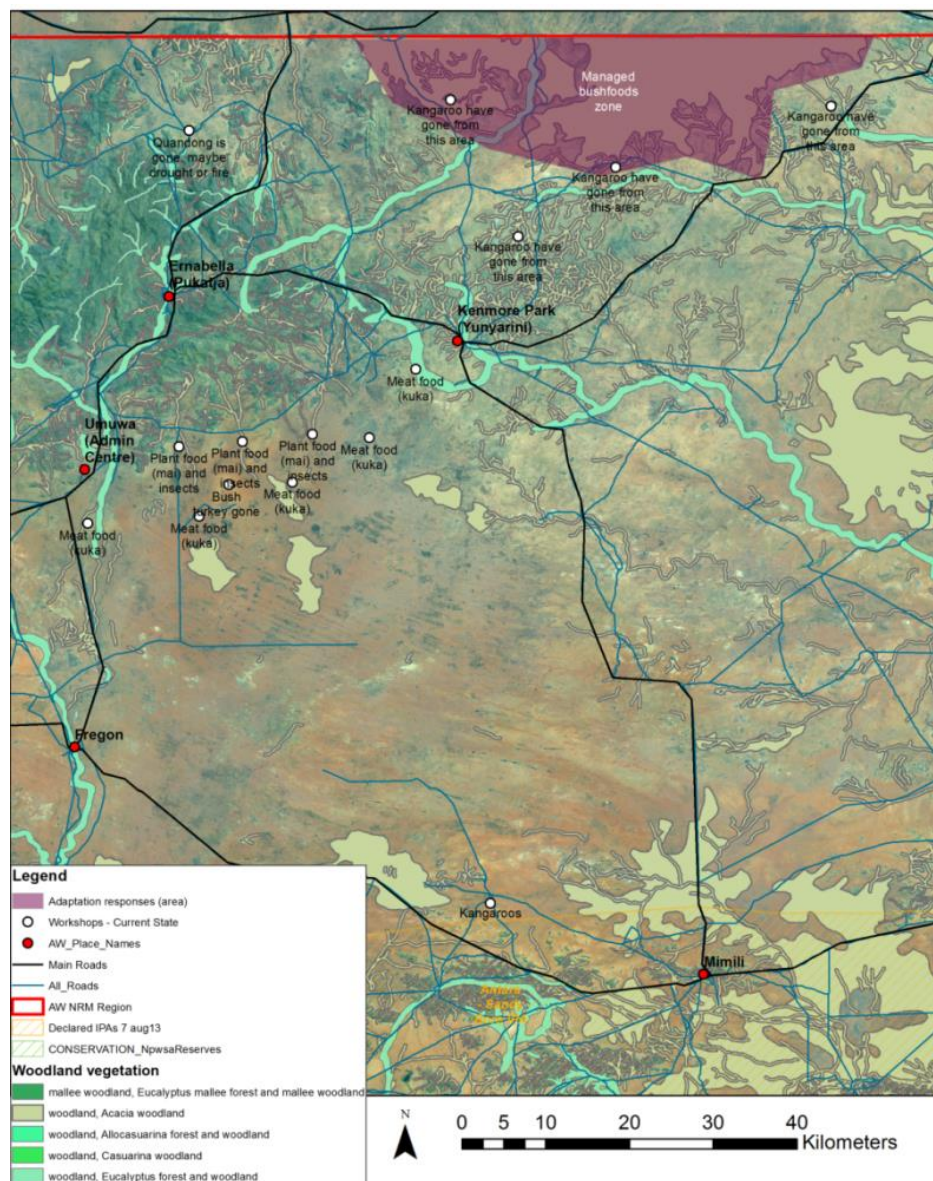 Managed
bushfoods
zone
Kangaroo have
gone from
this area
Kangaroo have
gone from
this area
Quandong is
gone, maybe
drought or fire
Kangaroo have
gone from
this area
Kangaroo have
gone from
this area
Ernabella
(Pukatja)
Kenmore Park
(Yunyarini)
Meat food
(kuka)
Umuwa
(Admin
Centre)
Plant food
(mai) and
insects
Plant food
(mai) and
insects
Plant food
(mai) and
insects
Meat food
(kuka)
Bush
turkey gone
Meat food
(kuka)
Meat food
(kuka)
Meat food
(kuka)
Fregon
Kangaroos
Mimili
Legend
Adaptation responses (area)
Workshops - Current State
AW_Place_Names
Main Roads
All_Roads
AW NRM Region
Declared IPAs 7 aug13
CONSERVATION_NpwsaReserves
Woodland vegetation
mallee woodland, Eucalyptus mallee forest and mallee woodland
woodland, Acacia woodland
woodland, Allocasuarina forest and woodland
woodland, Casuarina woodland
woodland, Eucalyptus forest and woodland
N
0 5 10 20 30 40
Kilometers